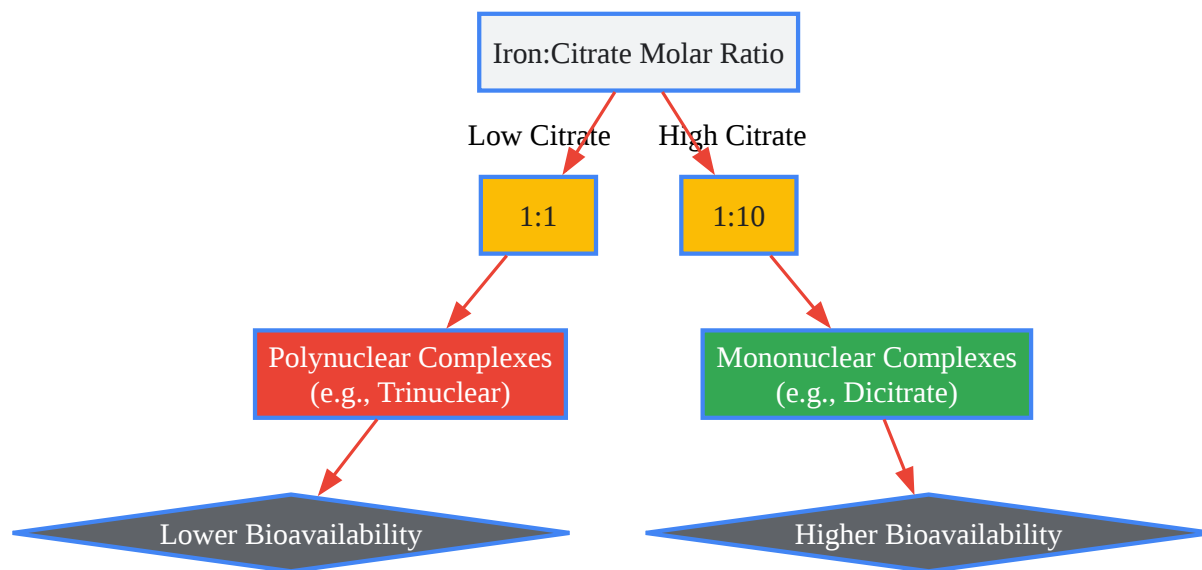 Iron:Citrate Molar Ratio
Low Citrate
High Citrate
1:1
1:10
Polynuclear Complexes
(e.g., Trinuclear)
Mononuclear Complexes
(e.g., Dicitrate)
Lower Bioavailability
Higher Bioavailability